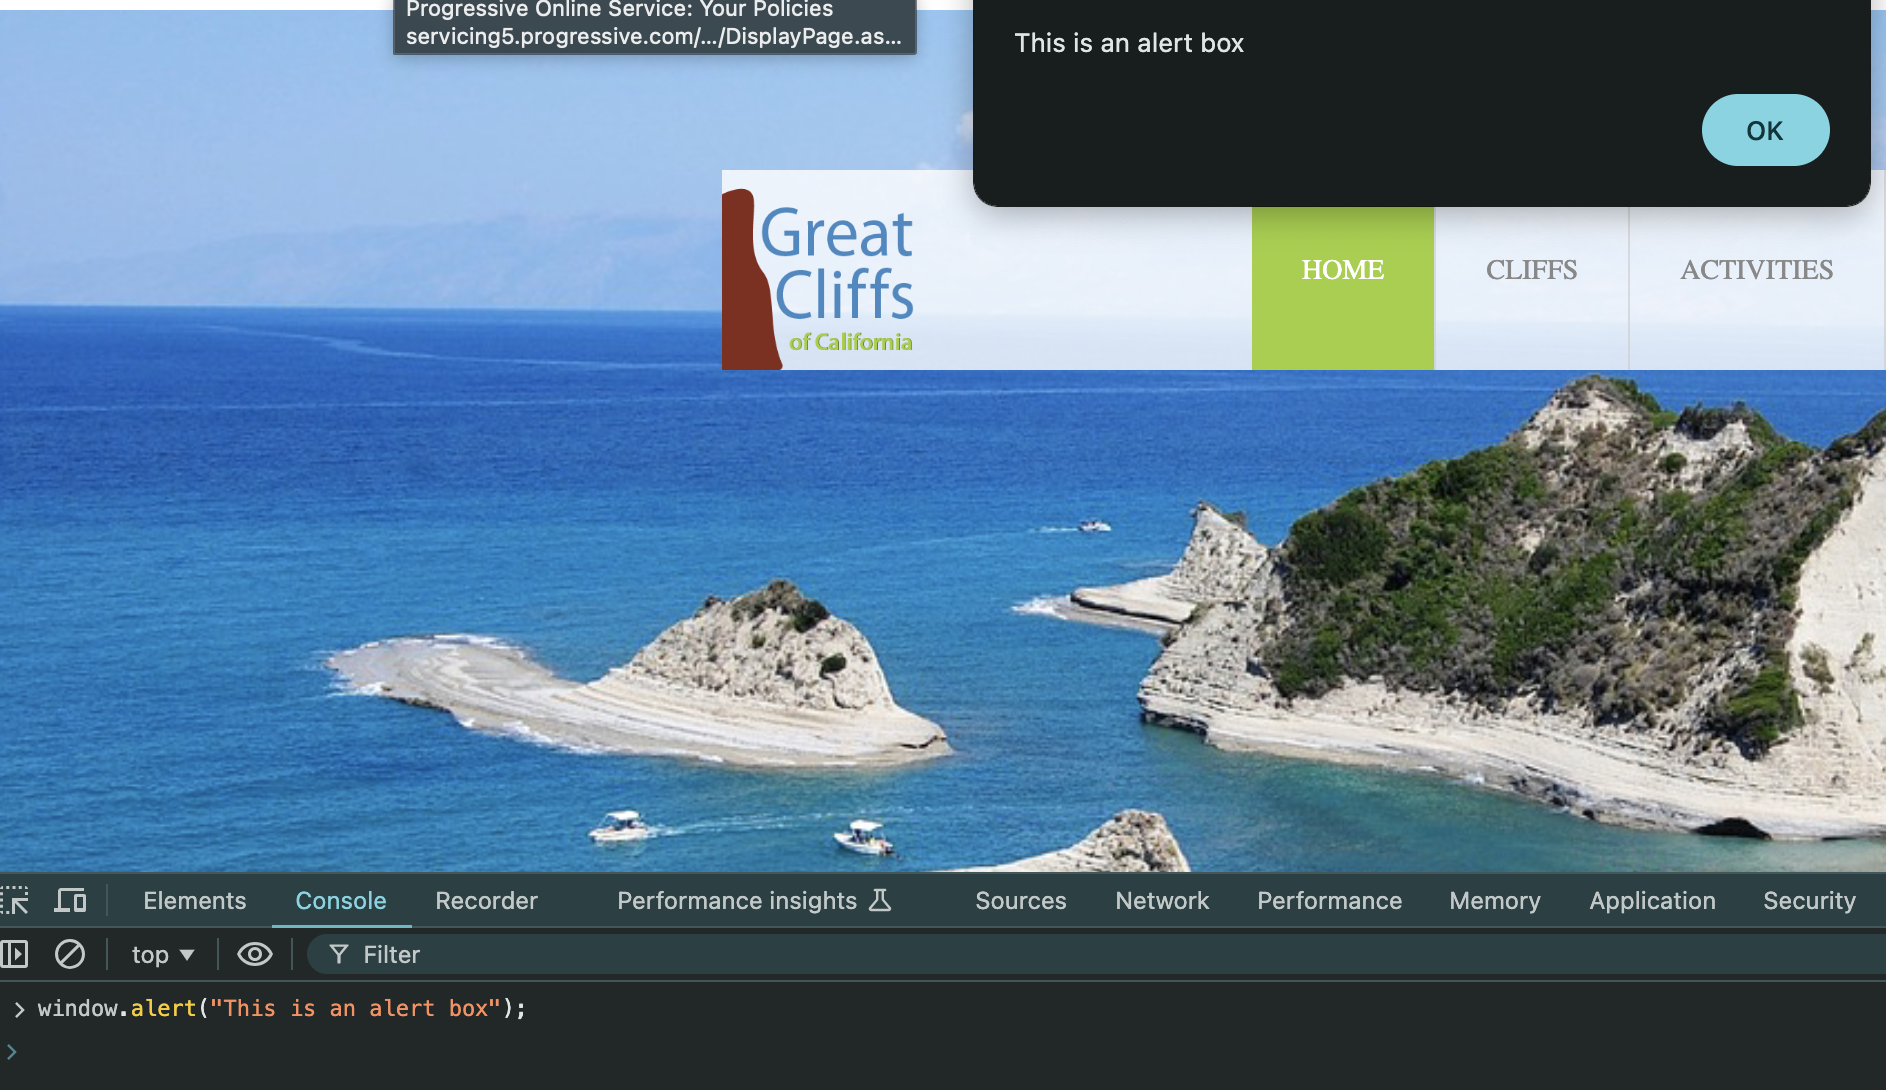 Progressive Online Service: Your Policies
servicing5.progressive.com/.../DisplayPage.as...
This is an alert box
OK
Great
Cliffs
of California
HOME
CLIFFS
ACTIVITIES
Elements
Console
Recorder
Performance insights
Sources
Network
Performance
Memory
Application
Security
top
Filter
> window.alert("This is an alert box");
>